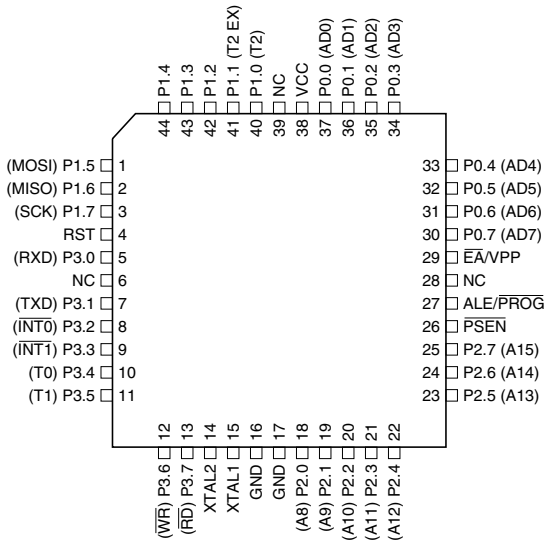 P1.4
P1.3
P1.2
P1.1 (T2 EX)
P1.0 (T2)
NC
VCC
P0.0 (AD0)
P0.1 (AD1)
P0.2 (AD2)
P0.3 (AD3)
44
43
42
41
40
39
38
37
36
35
34
(MOSI) P1.5 1
(MISO) P1.6 2
(SCK) P1.7 3
RST 4
(RXD) P3.0 5
NC 6
(TXD) P3.1 7
(I̅N̅T̅0̅) P3.2 8
(I̅N̅T̅1̅) P3.3 9
(T0) P3.4 10
(T1) P3.5 11
33 P0.4 (AD4)
32 P0.5 (AD5)
31 P0.6 (AD6)
30 P0.7 (AD7)
29 E̅A̅/VPP
28 NC
27 ALE/P̅R̅O̅G̅
26 P̅S̅E̅N̅
25 P2.7 (A15)
24 P2.6 (A14)
23 P2.5 (A13)
12
13
14
15
16
17
18
19
20
21
22
(W̅R̅) P3.6
(R̅D̅) P3.7
XTAL2
XTAL1
GND
GND
(A8) P2.0
(A9) P2.1
(A10) P2.2
(A11) P2.3
(A12) P2.4